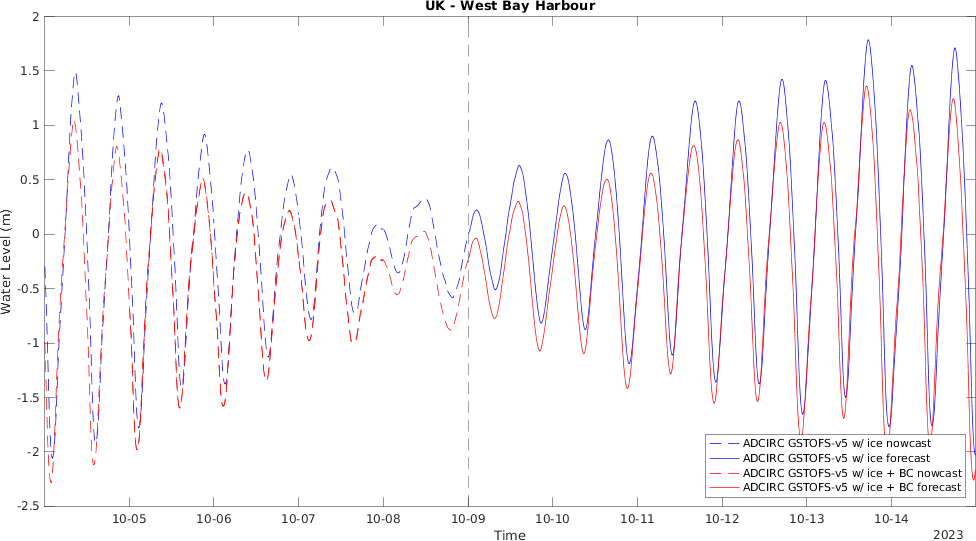 UK - West Bay Harbour
2
1.5
1
0.5
0
-0.5
-1
-1.5
-2
-2.5
Water Level (m)
ADCIRC GSTOFS-v5 w/ ice nowcast
ADCIRC GSTOFS-v5 w/ ice forecast
ADCIRC GSTOFS-v5 w/ ice + BC nowcast
ADCIRC GSTOFS-v5 w/ ice + BC forecast
10-05 10-06 10-07 10-08 10-09 10-10 10-11 10-12 10-13 10-14
Time
2023